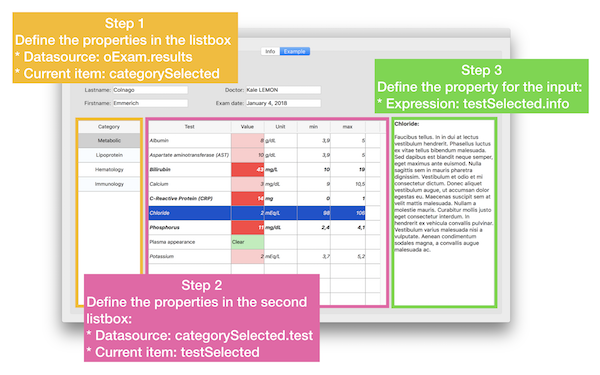 Step 1
Define the properties in the listbox
* Datasource: oExam.results
* Current item: categorySelected
Info Example
Lastname: Colnago Doctor: Kale LEMON
Firstname: Emmerich Exam date: January 4, 2018
Step 3
Define the property for the input:
* Expression: testSelected.info
Category Test Value Unit min max
Metabolic Albumin 8 g/dL 3,9 5
Lipoprotein Aspartate aminotransferase (AST) 10 g/dL 3,9 5
Hematology Bilirubin 43 mg/L 10 19
Immunology Calcium 3 mg/dL 9 10,5
C-Reactive Protein (CRP) 14 mg 0 1
Chloride 2 mEq/L 98 106
Phosphorus 11 mg/dL 2,4 4,1
Plasma appearance Clear
Potassium 2 mEq/L 3,7 5,2
Chloride:
Faucibus tellus. In in dui at lectus
vestibulum hendrerit. Phasellus luctus
ex vitae tellus bibendum malesuada.
Sed dapibus est blandit neque semper,
eget maximus ante euismod. Nulla
sagittis sem in mauris pharetra
dignissim. Vestibulum et odio et mi
consectetur dictum. Donec aliquet
vestibulum augue, ut accumsan dolor
egestas eu. Maecenas suscipit sem at
velit mattis malesuada. Nullam a
molestie mauris. Curabitur mollis justo
eget consectetur interdum. In
hendrerit ex vehicula convallis pulvinar.
Vestibulum varius malesuada nisi a
vulputate. Aenean condimentum
sodales magna, a convallis augue
malesuada ac.
Step 2
Define the properties in the second
listbox:
* Datasource: categorySelected.test
* Current item: testSelected